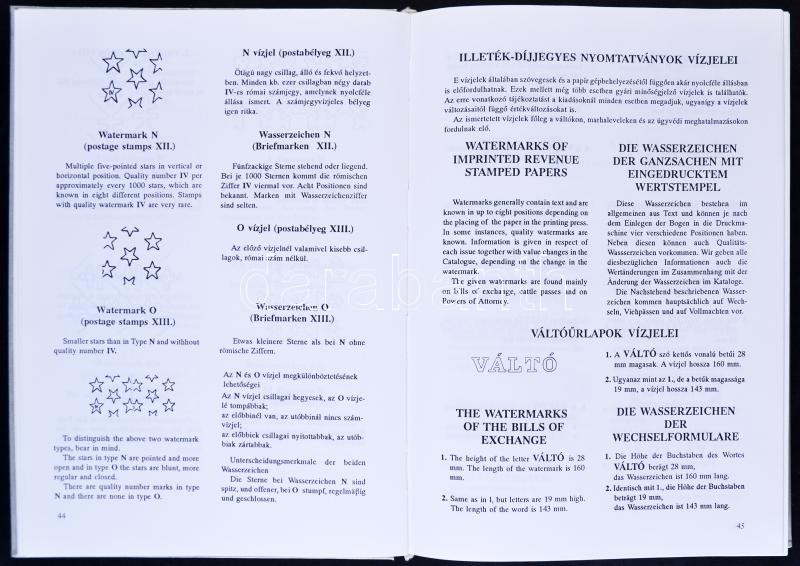 N vízjel (postabélyeg XII.)
Ötágú nagy csillag, álló és fekvő helyzet-
ben. Minden kb. ezer csillagban négy darab
IV-es római számjegy, amelynek nyolcféle
állása ismert. A számjegyvízjeles bélyeg
igen ritka.
Watermark N
(postage stamps XII.)
Multiple five-pointed stars in vertical or
horizontal position. Quality number IV per
approximately every 1000 stars, which are
known in eight different positions. Stamps
with quality watermark IV are very rare.
Wasserzeichen N
(Briefmarken XII.)
Fünfzackige Sterne stehend oder liegend.
Bei je 1000 Sternen kommt die römischen
Ziffer IV viermal vor. Acht Positionen sind
bekannt. Marken mit Wasserzeichenziffer
sind selten.
O vízjel (postabélyeg XIII.)
Az előző vízjelnél valamivel kisebb csil-
lagok, római szám nélkül.
Watermark O
(postage stamps XIII.)
Smaller stars than in Type N and withhout
quality number IV.
Wasserzeichen O
(Briefmarken XIII.)
Etwas kleinere Sterne als bei N ohne
römische Ziffern.
To distinguish the above two watermark
types, bear in mind.
The stars in type N are pointed and more
open and in type O the stars are blunt, more
regular and closed.
There are quality number marks in type
N and there are none in type O.
Az N és O vízjel megkülönböztetésének
lehetőségei
Az N vízjel csillagai hegyesek, az O vízje-
lé tompábbak;
az előbbinél van, az utóbbinál nincs szám-
vízjel;
az előbbiek csillagai nyitottabbak, az utób-
biak zártabbak.
Unterscheidungsmerkmale der beiden
Wasserzeichen
Die Sterne bei Wasserzeichen N sind
spitz, und offener, bei O stumpf, regelmäßig
und geschlossen.
44
ILLETÉK-DÍJJEGYES NYOMTATVÁNYOK VÍZJELEI
E vízjelek általában szövegesek és a papír gépbehelyezésétől függően akár nyolcféle állásban
is előfordulhatnak. Ezek mellett még több esetben gyári minőségjelző vízjelek is találhatók.
Az erre vonatkozó tájékoztatást a kiadásoknál minden esetben megadjuk, ugyanígy a vízjelek
változásaitól függő értékváltozásokat is.
Az ismertetett vízjelek főleg a váltókon, marhaleveleken és az ügyvédi meghatalmazásokon
fordulnak elő.
WATERMARKS OF
IMPRINTED REVENUE
STAMPED PAPERS
Watermarks generally contain text and are
known in up to eight positions depending on
the placing of the paper in the printing press.
In some instances, quality watermarks are
known. Information is given in respect of
each issue together with value changes in the
Catalogue, depending on the change in the
watermark.
The given watermarks are found mainly
on bills of exchange, cattle passes and on
Powers of Attorney.
DIE WASSERZEICHEN
DER GANZSACHEN MIT
EINGEDRUCKTEM
WERTSTEMPEL
Diese Wasserzeichen bestehen im
allgemeinen aus Text und können je nach
dem Einlegen der Bogen in die Druckma-
schine vier verschiedene Positionen haben.
Neben diesen können auch Qualitäts-
Wasserzeichen vorkommen. Wir geben alle
diesbezüglichen Informationen auch die
Wertänderungen im Zusammenhang mit der
Änderung der Wasserzeichen im Kataloge.
Die Nachstehend beschriebenen Wasser-
zeichen kommen hauptsächlich auf Wech-
seln, Viehpässen und auf Vollmachten vor.
VÁLTÓŰRLAPOK VÍZJELEI
VÁLTÓ
1. A VÁLTÓ szó kettős vonalú betűi 28
mm magasak. A vízjel hossza 160 mm.
2. Ugyanaz mint az 1., de a betűk magassága
19 mm, a vízjel hossza 143 mm.
THE WATERMARKS
OF THE BILLS OF
EXCHANGE
1. The height of the letter VÁLTÓ is 28
mm. The length of the watermark is 160
mm.
2. Same as in l, but letters are 19 mm high.
The length of the word is 143 mm.
DIE WASSERZEICHEN
DER
WECHSELFORMULARE
1. Die Höhe der Buchstaben des Wortes
VÁLTÓ berägt 28 mm,
das Wasserzeichen ist 160 mm lang.
2. Identisch mit 1., die Höhe der Buchstaben
beträgt 19 mm,
das Wasserzeichen ist 143 mm lang.
45
darabanth